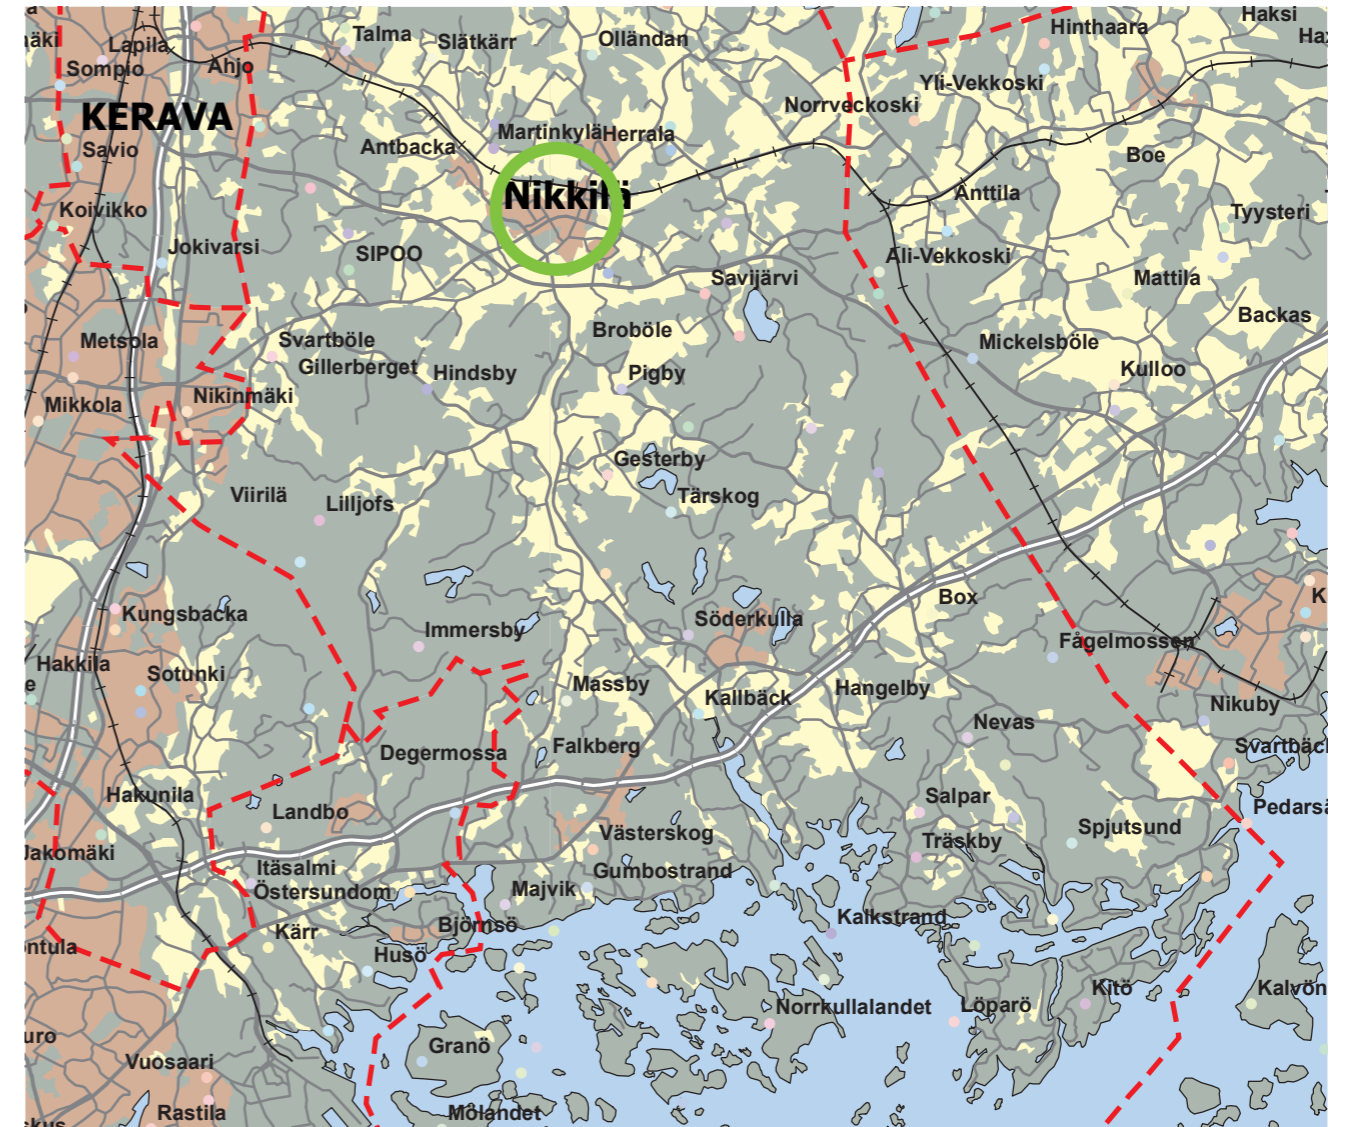 Haksi
Hinthaara
Talma
Slätkärr
Olländan
Lapila
Sompio
Ahjo
Yli-Vekkoski
Norrveckoski
KERAVA
Martinkylä
Herrala
Antbacka
Savio
Boe
Nikkilä
Anttila
Koivikko
Tyysteri
Jokivarsi
SIPOO
Ali-Vekkoski
Savijärvi
Mattila
Backas
Broböle
Metsola
Svartböle
Mickelsböle
Gillerberget
Hindsby
Pigby
Kulloo
Nikinmäki
Mikkola
Gesterby
Viirilä
Lilljofs
Tärskog
Box
Kungsbacka
Söderkulla
Immersby
Fågelmossen
Hakkila
Sotunki
Massby
Kallbäck
Hangelby
Nikuby
Nevas
Degermossa
Falkberg
Svartbäc
Hakunila
Landbo
Salpar
Pedarsä
Västerskog
Spjutsund
Träskby
Jakomäki
Itäsalmi
Gumbostrand
Östersundom
Majvik
Björnsö
Kalkstrand
Kärr
ontula
Husö
Kitö
Kalvön
Norrkullalandet
Löparö
uro
Granö
Vuosaari
Rastila
Mölandet